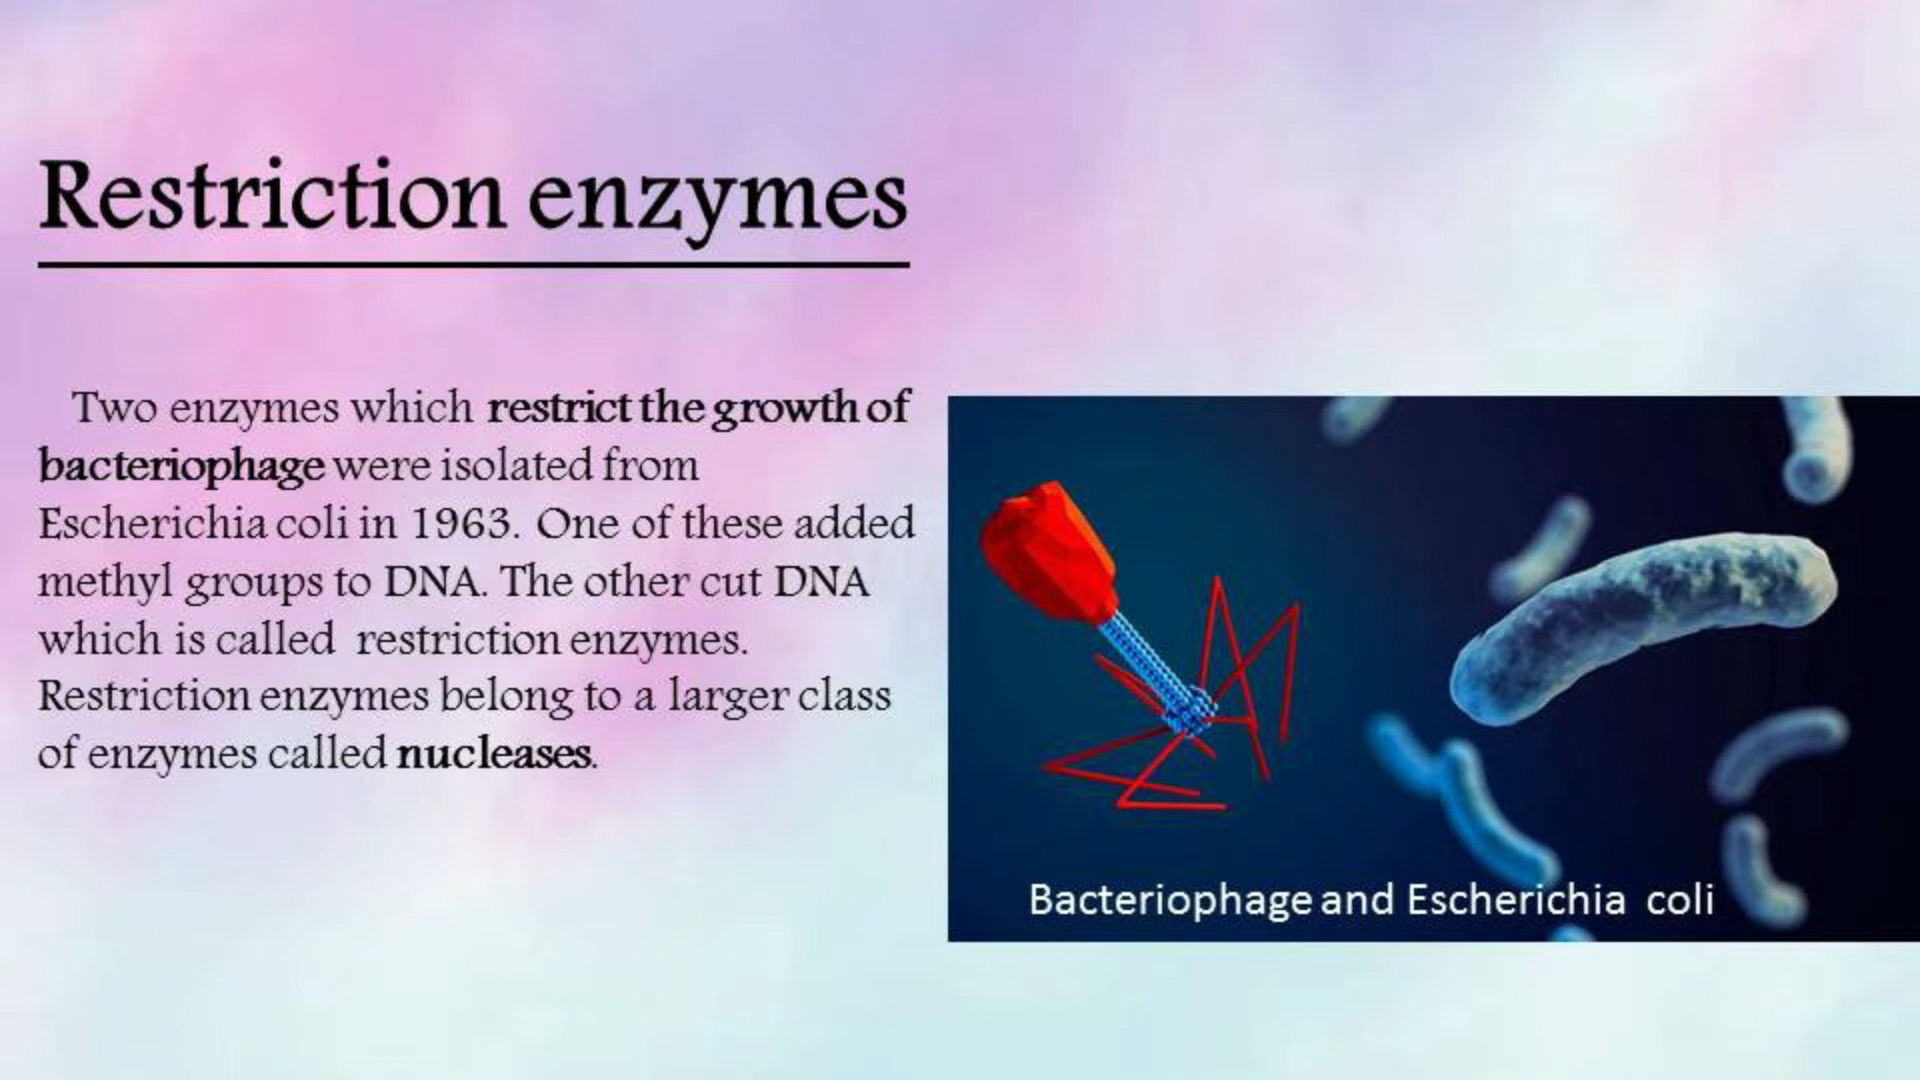 Restriction enzymes
Two enzymes which restrict the growth of
bacteriophage were isolated from
Escherichia coli in 1963. One of these added
methyl groups to DNA. The other cut DNA
which is called restriction enzymes.
Restriction enzymes belong to a larger class
of enzymes called nucleases.
Bacteriophage and Escherichia coli